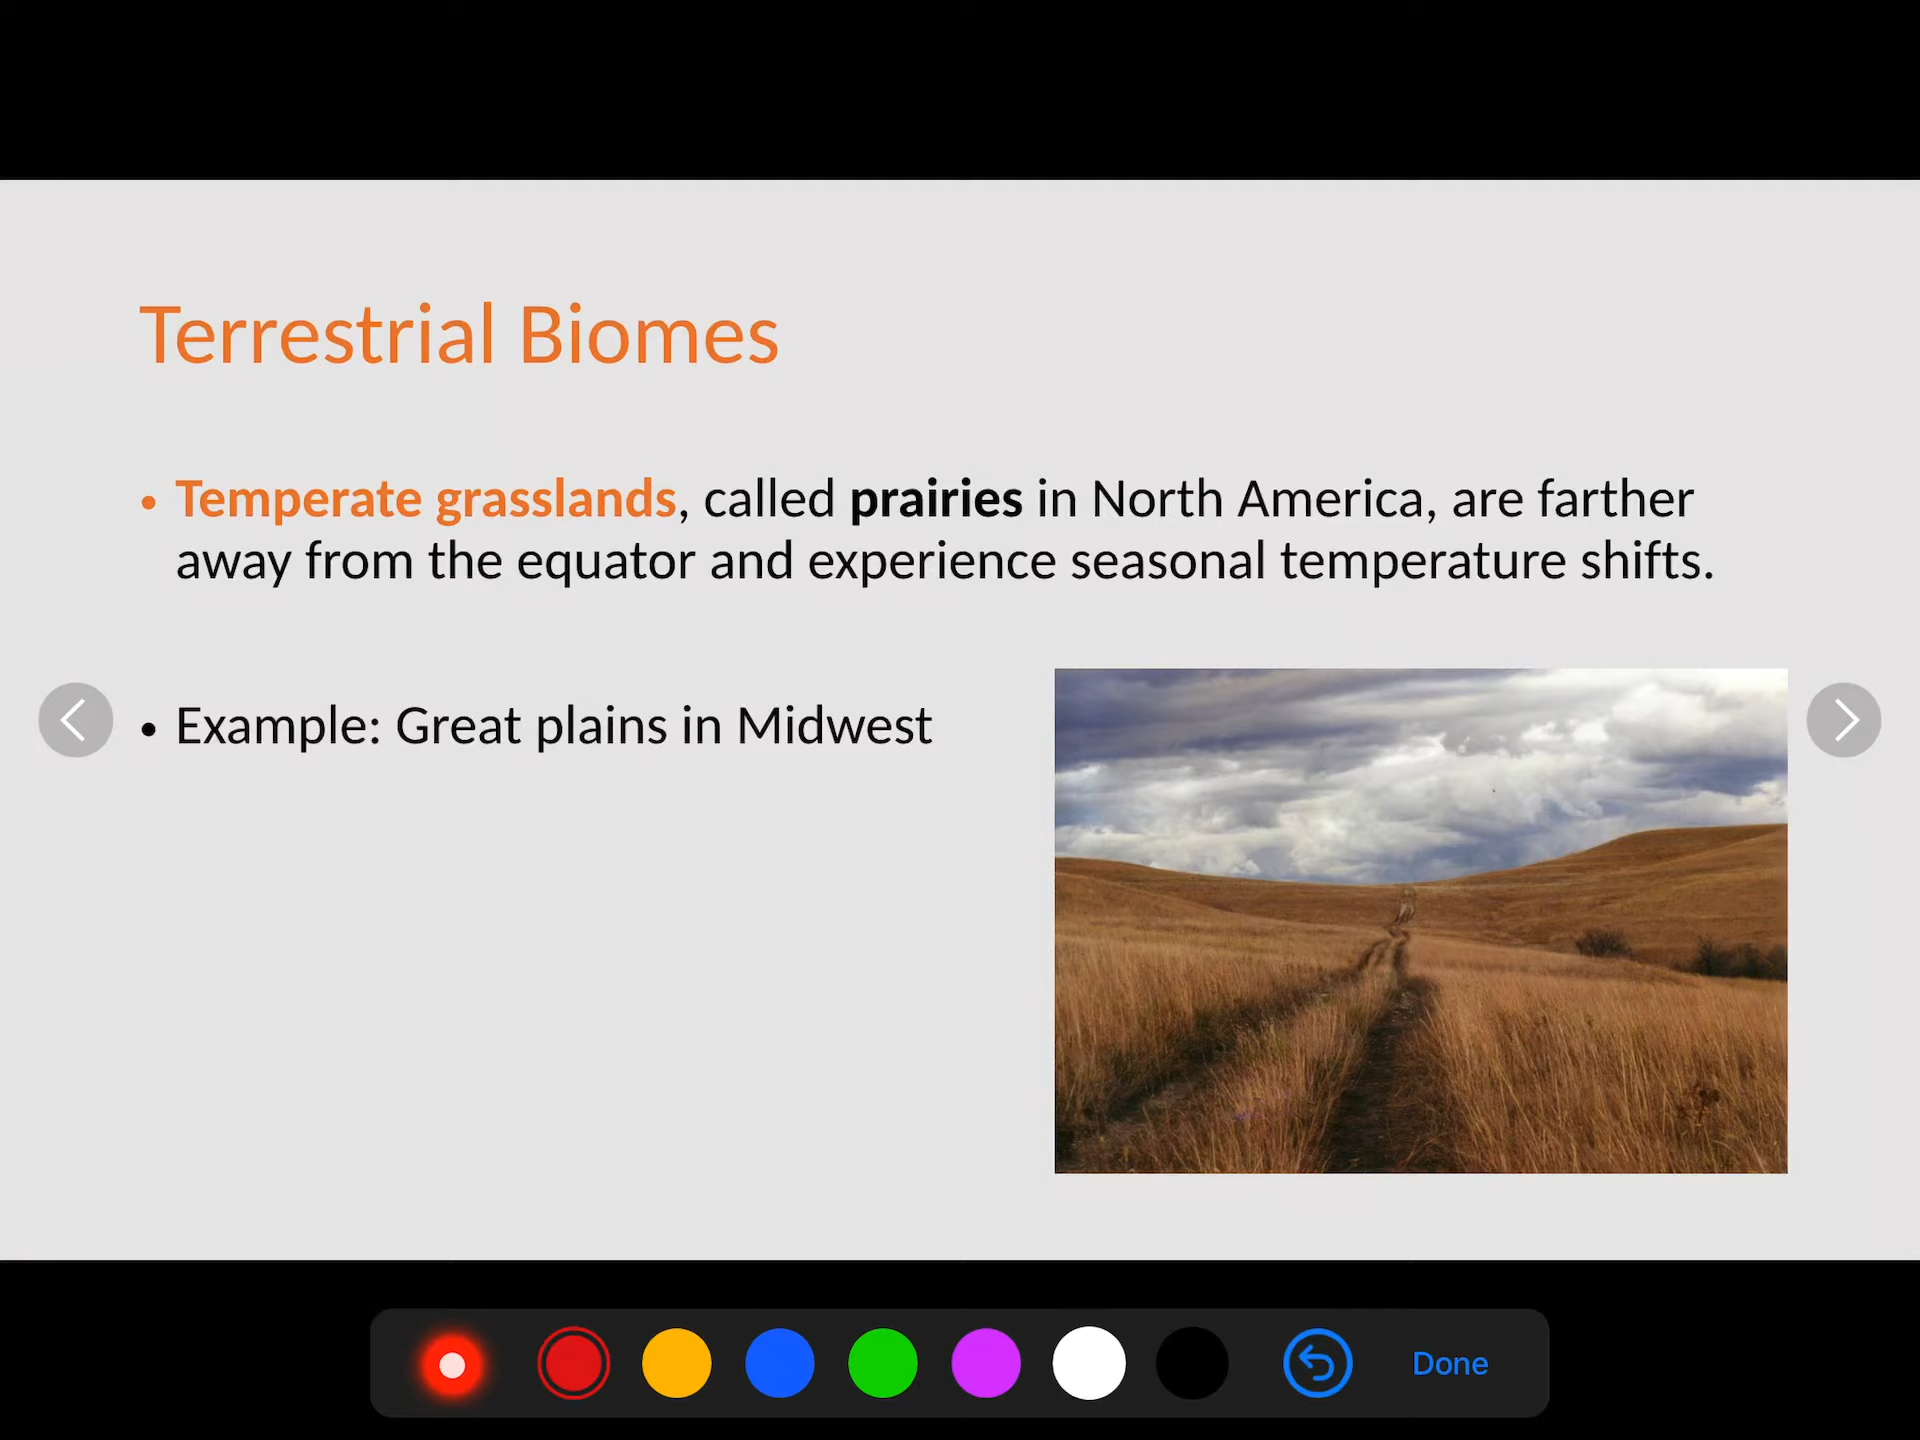 Terrestrial Biomes
• Temperate grasslands, called prairies in North America, are farther
away from the equator and experience seasonal temperature shifts.
• Example: Great plains in Midwest
Done